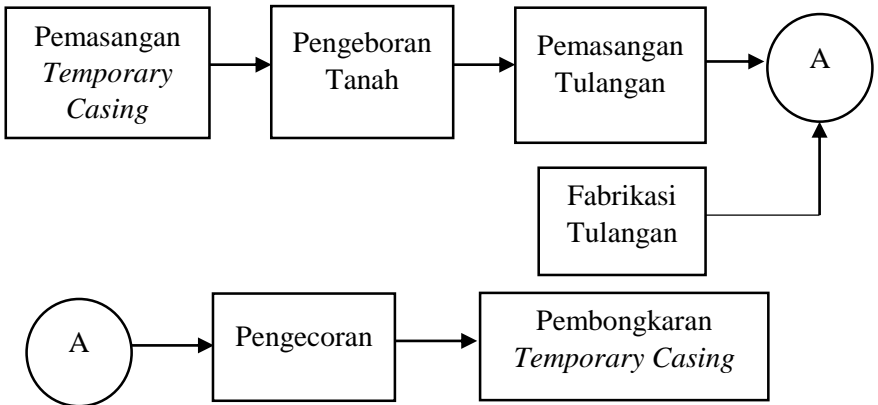 Pemasangan
Temporary
Casing
Pengeboran
Tanah
Pemasangan
Tulangan
A
Fabrikasi
Tulangan
A
Pengecoran
Pembongkaran
Temporary Casing